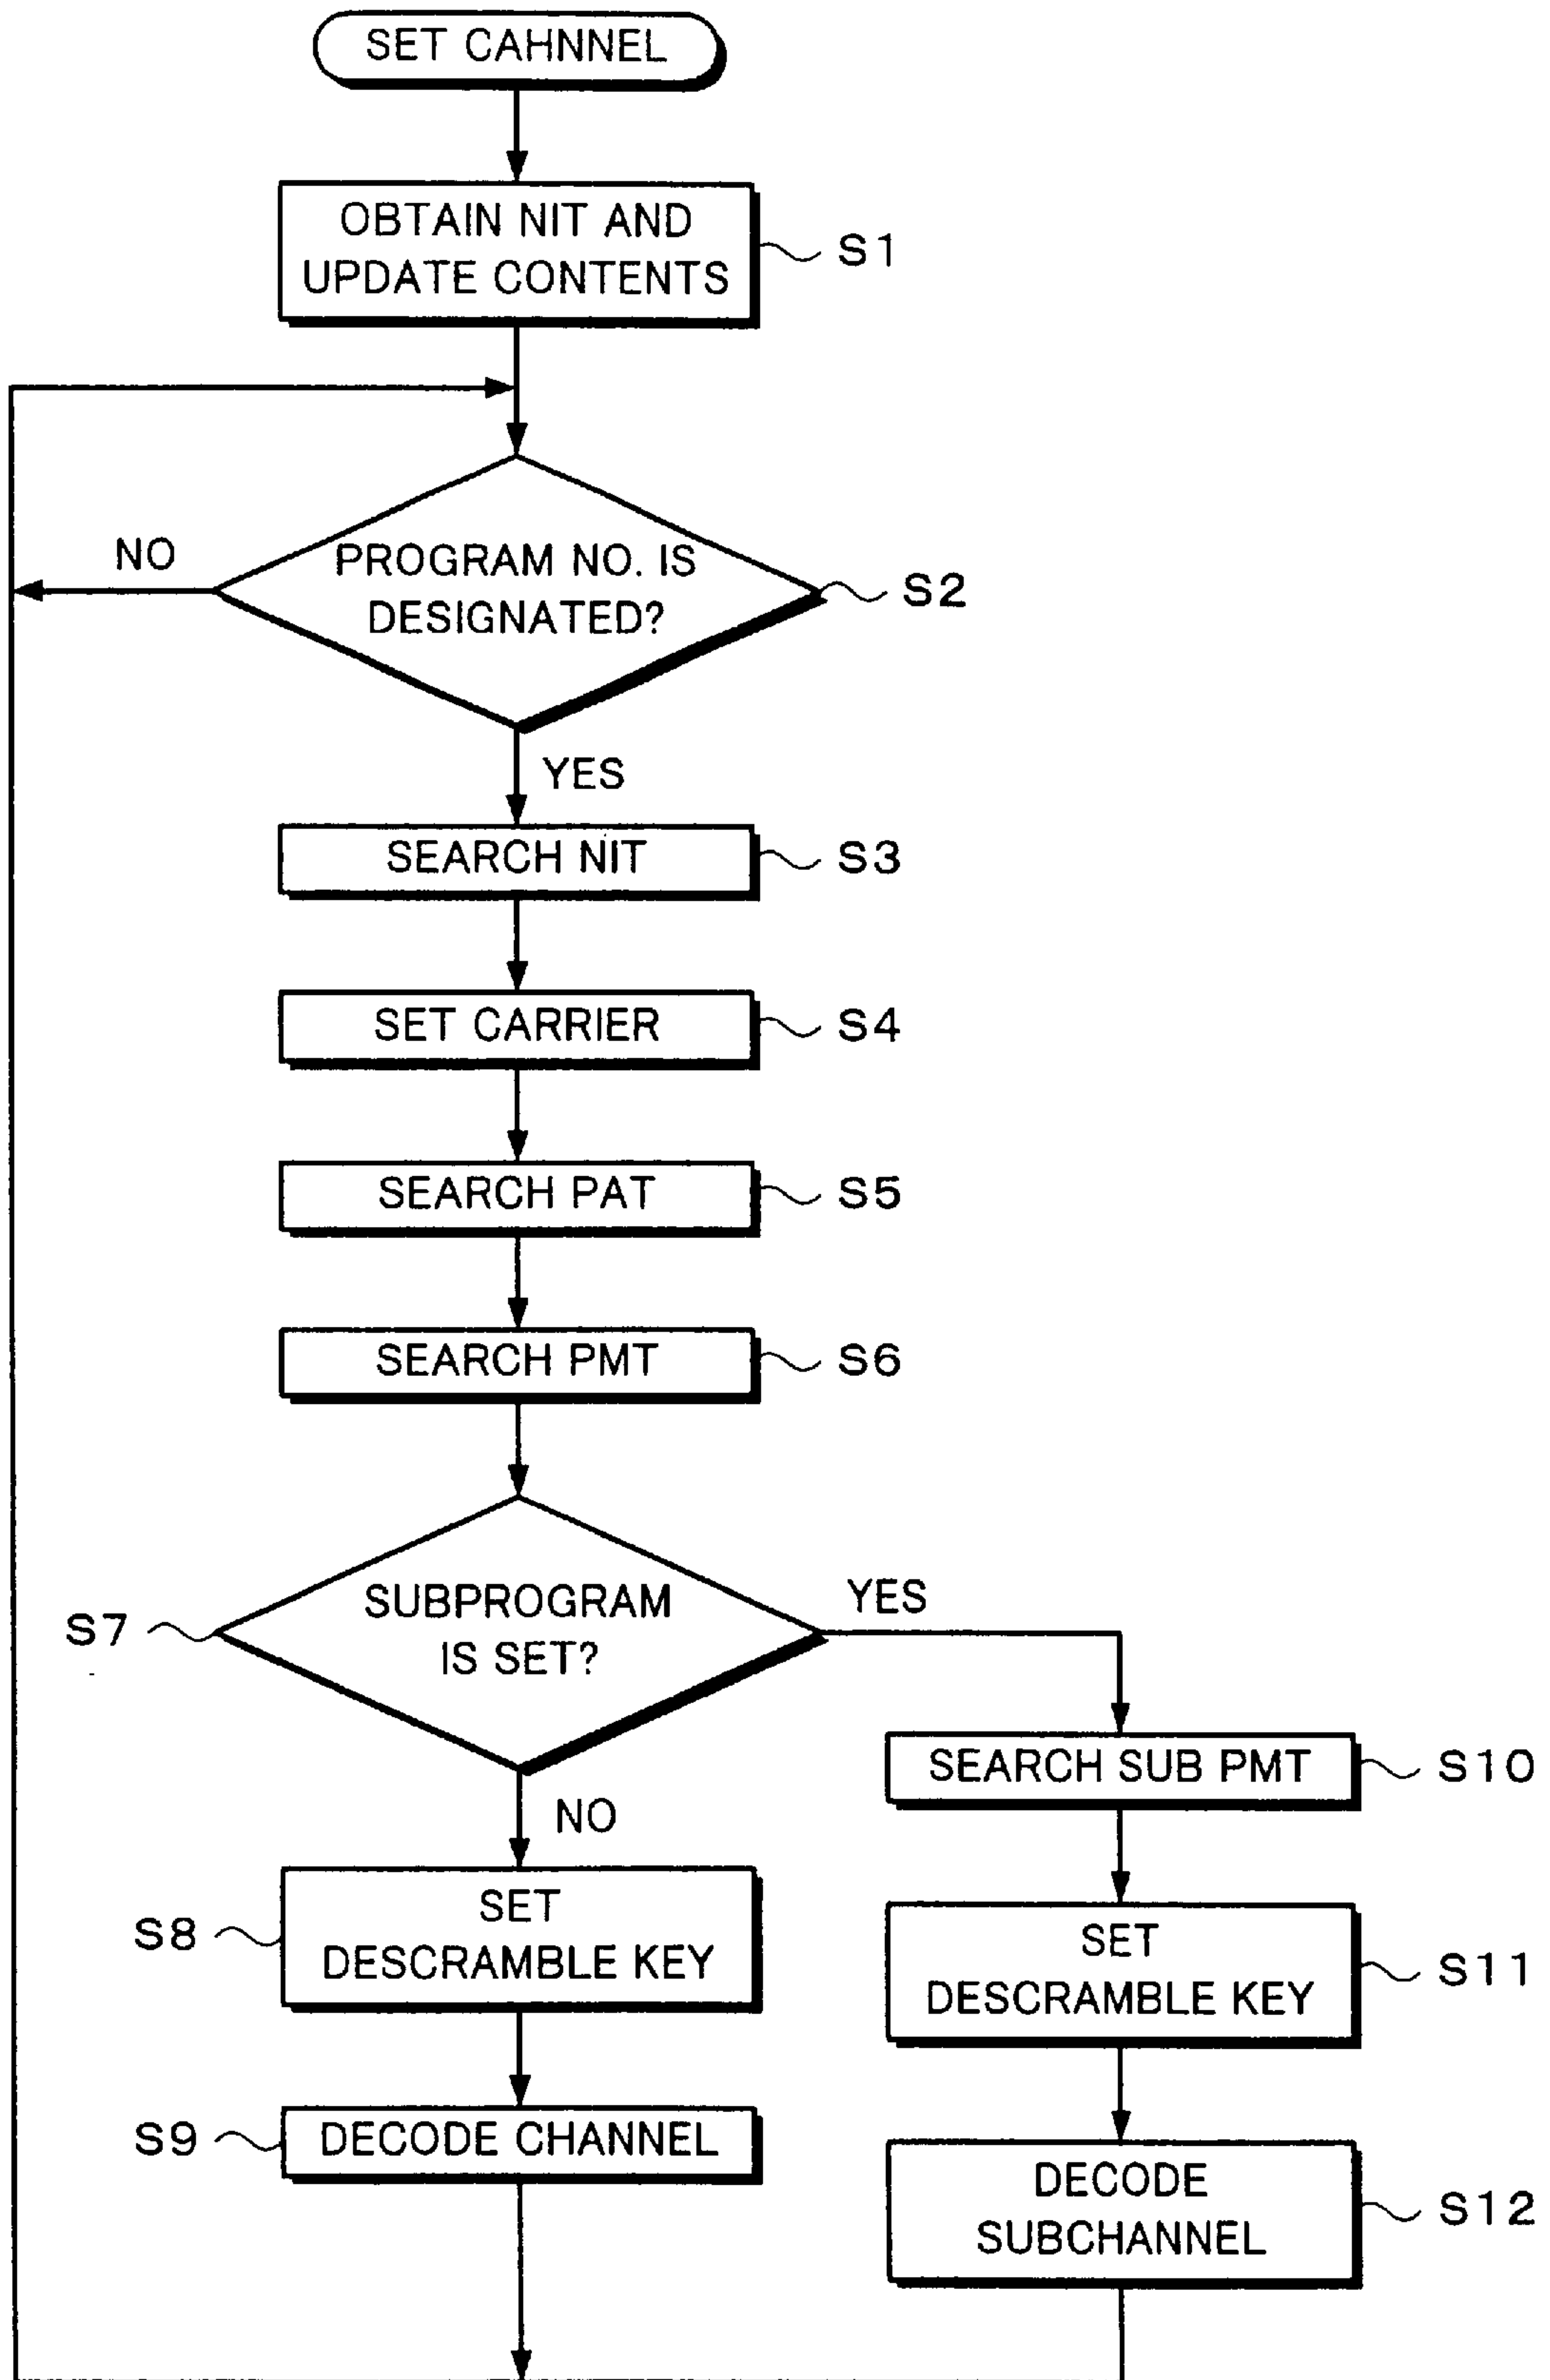 SET CAHNNEL
OBTAIN NIT AND
UPDATE CONTENTS
S1
NO
PROGRAM NO. IS
DESIGNATED?
S2
YES
SEARCH NIT
S3
SET CARRIER
S4
SEARCH PAT
S5
SEARCH PMT
S6
S7
SUBPROGRAM
IS SET?
YES
NO
SEARCH SUB PMT
S10
S8
SET
DESCRAMBLE KEY
SET
DESCRAMBLE KEY
S11
S9
DECODE CHANNEL
DECODE
SUBCHANNEL
S12